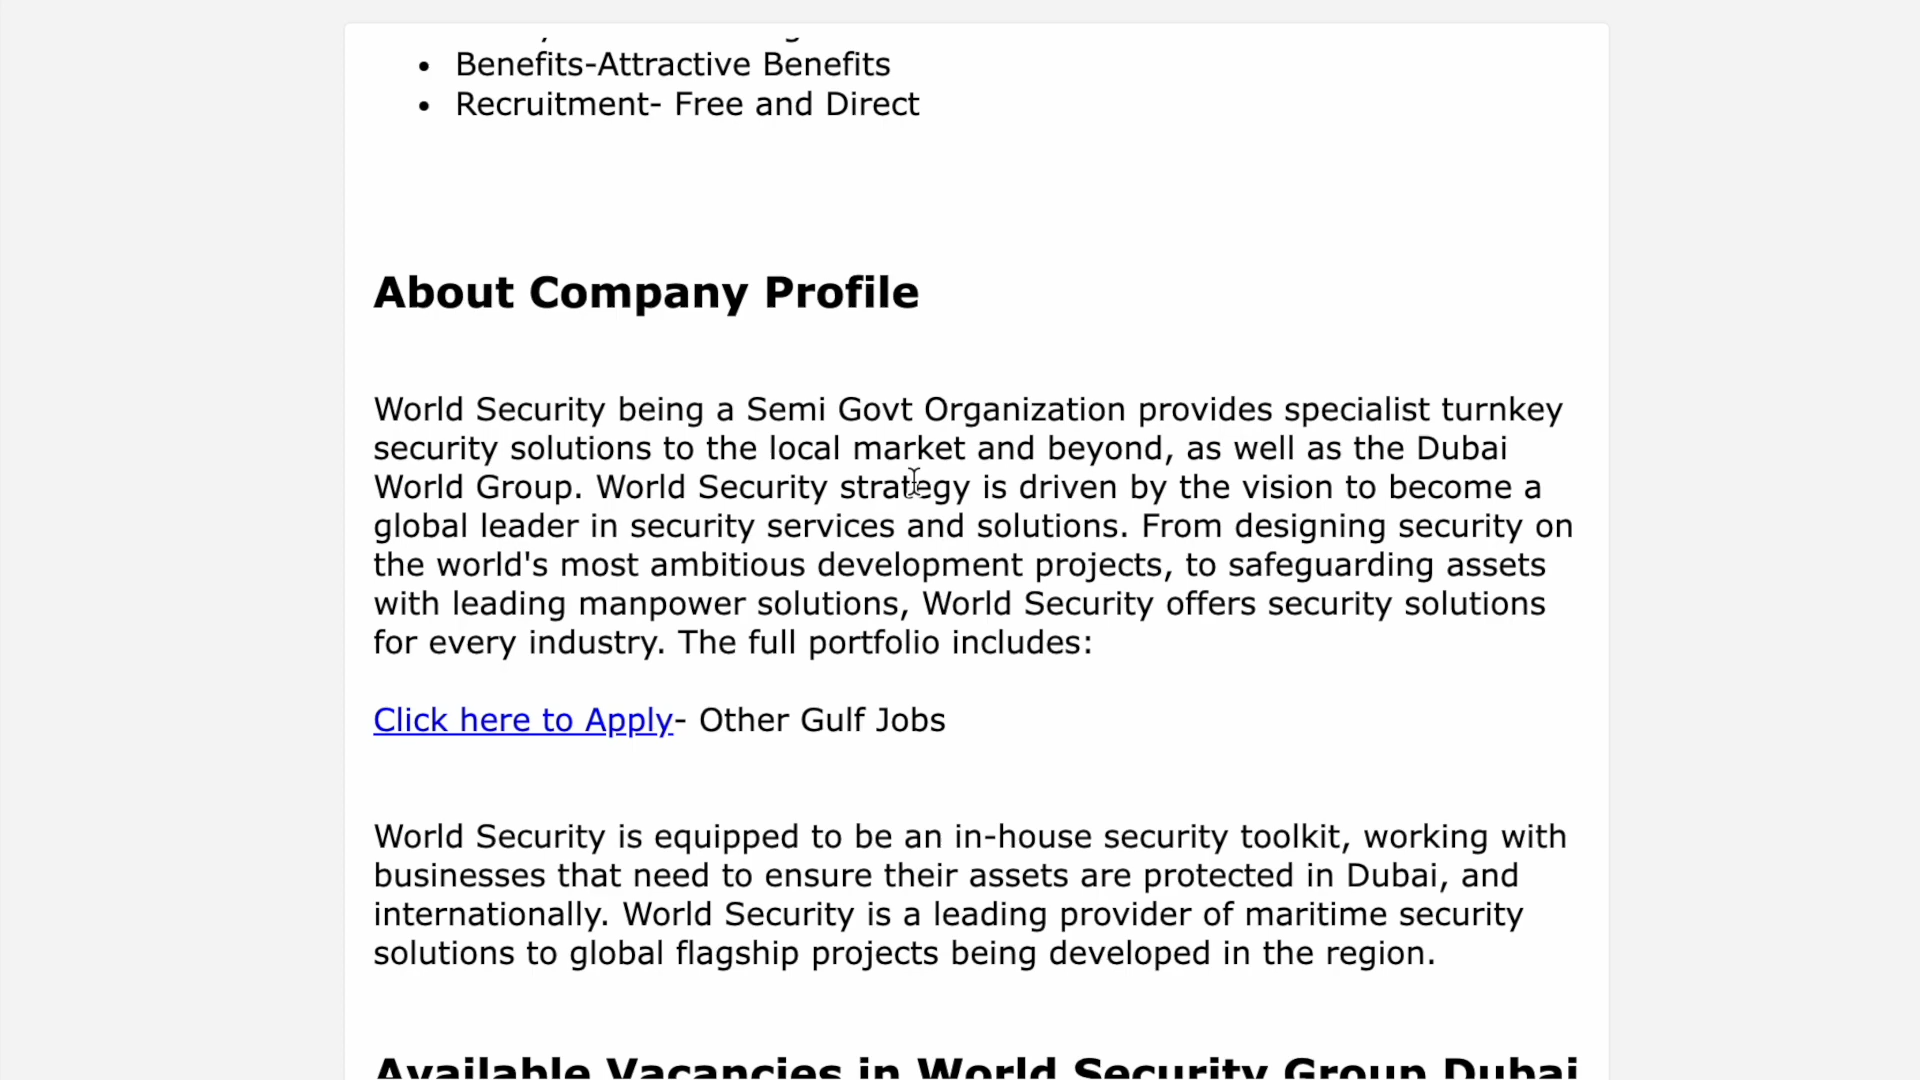 Benefits-Attractive Benefits
Recruitment- Free and Direct
About Company Profile
World Security being a Semi Govt Organization provides specialist turnkey
security solutions to the local market and beyond, as well as the Dubai
World Group. World Security strategy is driven by the vision to become a
global leader in security services and solutions. From designing security on
the world's most ambitious development projects, to safeguarding assets
with leading manpower solutions, World Security offers security solutions
for every industry. The full portfolio includes:
Click here to Apply- Other Gulf Jobs
World Security is equipped to be an in-house security toolkit, working with
businesses that need to ensure their assets are protected in Dubai, and
internationally. World Security is a leading provider of maritime security
solutions to global flagship projects being developed in the region.
Available Vacancies in World Security Group Dubai